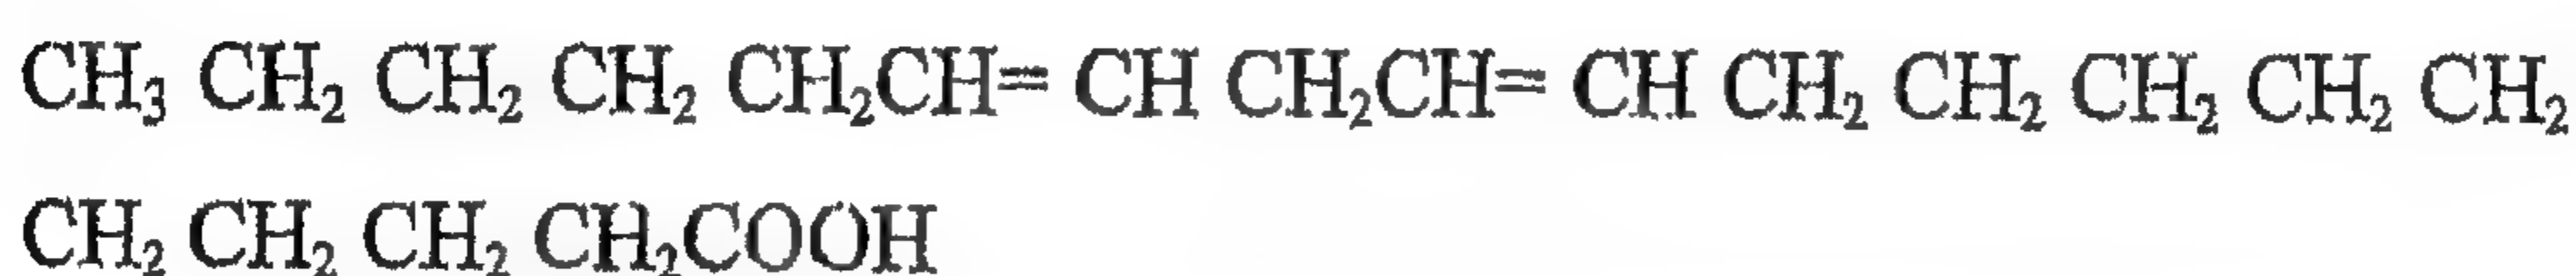 CH₃ CH₂ CH₂ CH₂ CH₂CH= CH CH₂CH= CH CH₂ CH₂ CH₂ CH₂ CH₂
CH₂ CH₂ CH₂ CH₂COOH